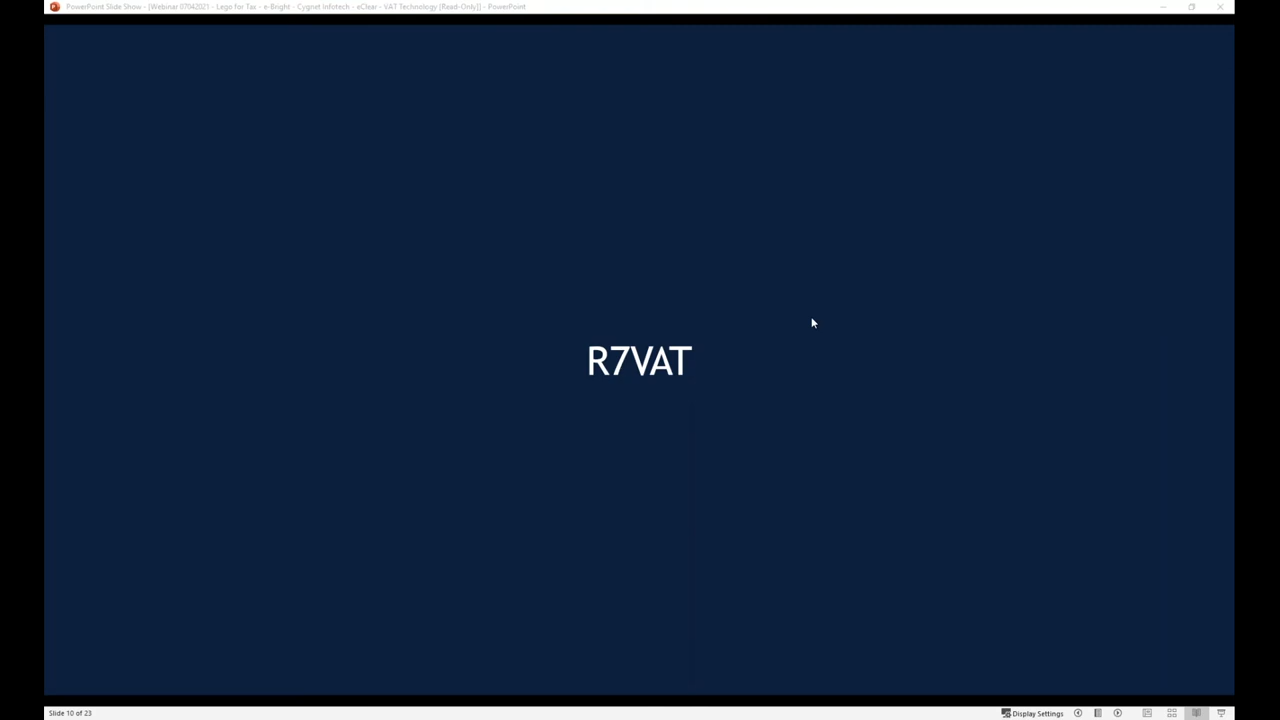 PowerPoint Slide Show - [Webinar 07042021 - Lego for Tax - e-Bright - Cygnet Infotech - eClear - VAT Technology [Read-Only]] - PowerPoint
R7VAT
Slide 10 of 23
Display Settings